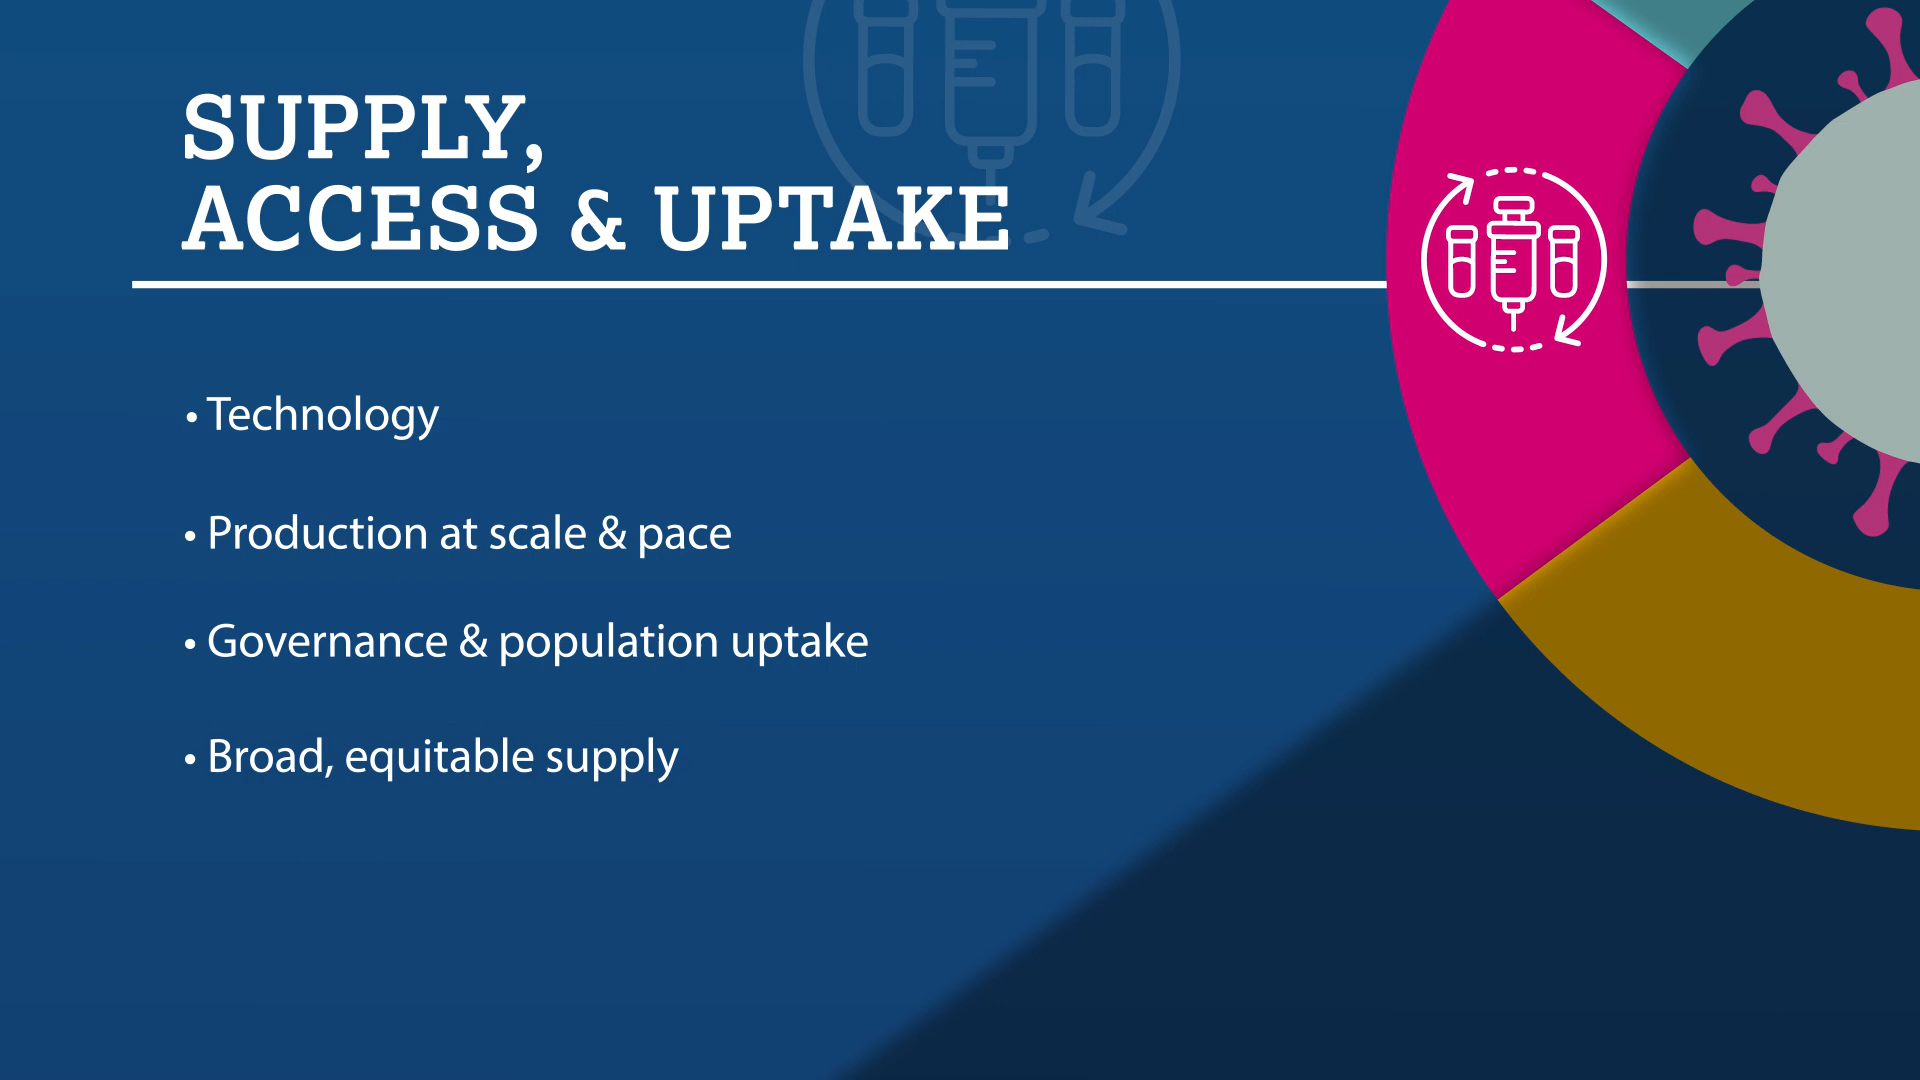 SUPPLY,
ACCESS & UPTAKE
• Technology
• Production at scale & pace
• Governance & population uptake
• Broad, equitable supply